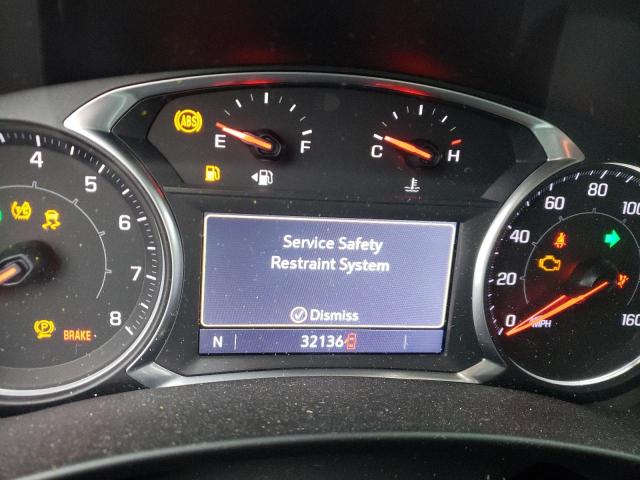 ABS
E F
C H
4
5
6
7
8
P
BRAKE
Service Safety
Restraint System
Dismiss
N 32136
0
20
40
60
80
100
160
MPH